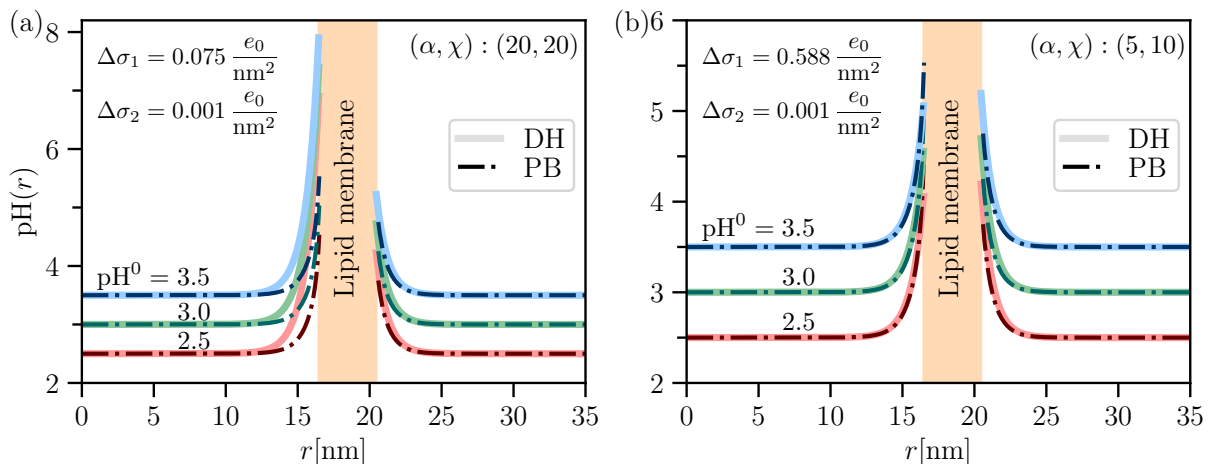 (a)
pH(r)
8
6
4
2
Δσ₁ = 0.075 e₀/nm²
Δσ₂ = 0.001 e₀/nm²
(α, χ) : (20, 20)
DH
PB
Lipid membrane
pH⁰ = 3.5
3.0
2.5
0 5 10 15 20 25 30 35
r[nm]
(b)
6
5
4
3
2
Δσ₁ = 0.588 e₀/nm²
Δσ₂ = 0.001 e₀/nm²
(α, χ) : (5, 10)
DH
PB
Lipid membrane
pH⁰ = 3.5
3.0
2.5
0 5 10 15 20 25 30 35
r[nm]